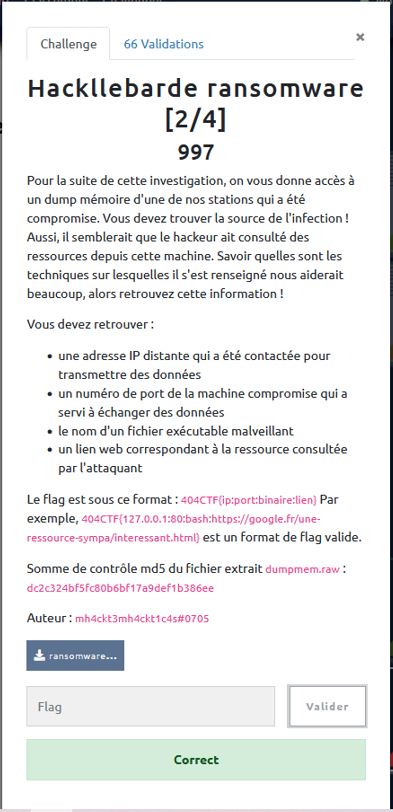 Challenge
66 Validations
×
Hackllebarde ransomware
[2/4]
997
Pour la suite de cette investigation, on vous donne accès à
un dump mémoire d'une de nos stations qui a été
compromise. Vous devez trouver la source de l'infection !
Aussi, il semblerait que le hackeur ait consulté des
ressources depuis cette machine. Savoir quelles sont les
techniques sur lesquelles il s'est renseigné nous aiderait
beaucoup, alors retrouvez cette information !
Vous devez retrouver :
• une adresse IP distante qui a été contactée pour
transmettre des données
• un numéro de port de la machine compromise qui a
servi à échanger des données
• le nom d'un fichier exécutable malveillant
• un lien web correspondant à la ressource consultée
par l'attaquant
Le flag est sous ce format : 404CTF{ip:port:binaire:lien} Par
exemple, 404CTF{127.0.0.1:80:bash:https://google.fr/une-
ressource-sympa/interessant.html} est un format de flag valide.
Somme de contrôle md5 du fichier extrait dumpmem.raw :
dc2c324bf5fc80b6bf17a9def1b386ee
Auteur : mh4ckt3mh4ckt1c4s#0705
ransomware...
Flag
Valider
Correct